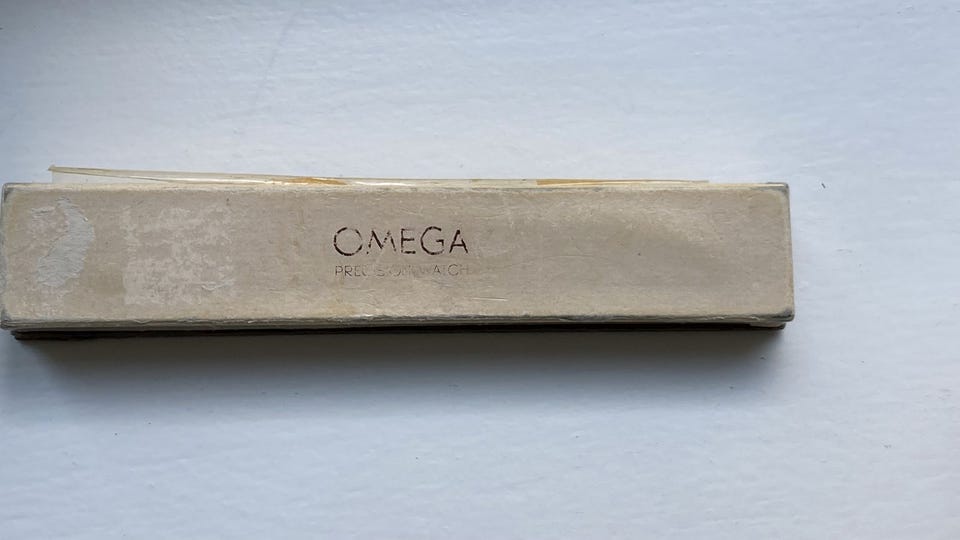 OMEGA
PRECISION WATCH